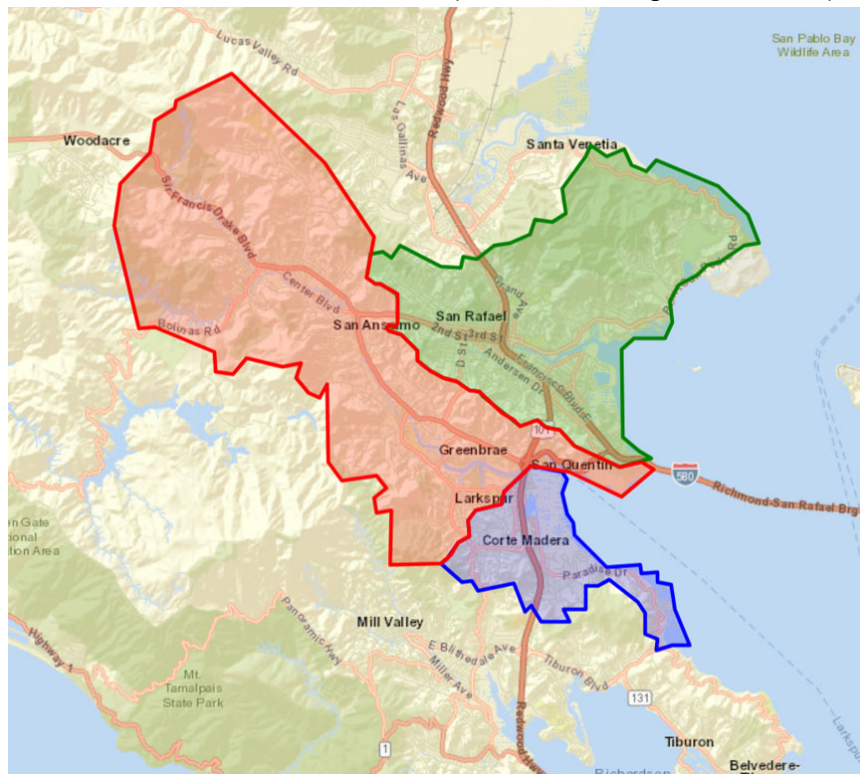 San Pablo Bay
Wildlife Area
Lucas Valley Rd
Redwood Hwy
Las Gallinas Ave
Woodacre
Santa Venetia
Sir Francis Drake Blvd
Center Blvd
Grand Ave
San Rafael
San Anselmo
2nd St
3rd St
Bolinas Rd
D St
Andersen Dr
Francisco Blvd E
101
Greenbrae
San Quentin
580
Larkspur
Richmond San Rafael Brg
Corte Madera
Paradise Dr
Mill Valley
Panoramic Hwy
E Blithedale Ave
Miller Ave
Tiburon Blvd
Highway 1
Mt.
Tamalpais
State Park
131
Redwood Hwy
1
Tiburon
Larkspur
Belvedere-
Richardson